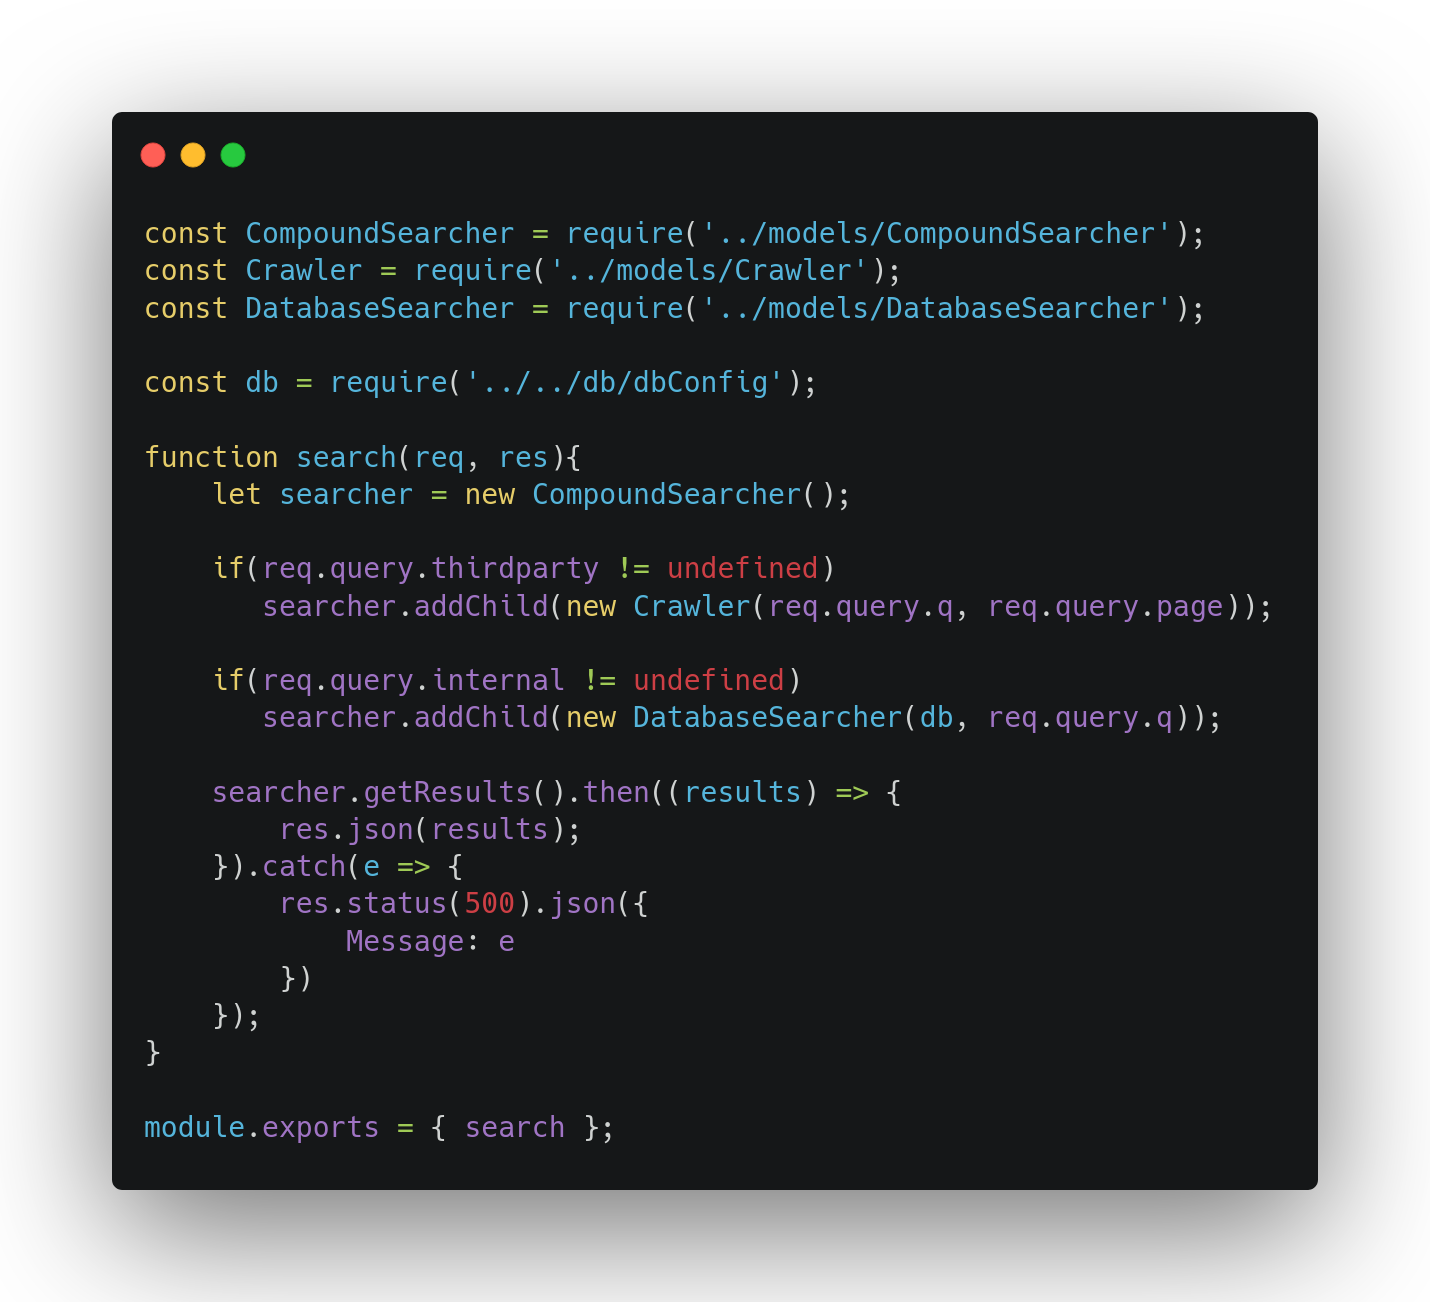 const CompoundSearcher = require('../models/CompoundSearcher');
const Crawler = require('../models/Crawler');
const DatabaseSearcher = require('../models/DatabaseSearcher');

const db = require('../../db/dbConfig');

function search(req, res){
    let searcher = new CompoundSearcher();

    if(req.query.thirdparty != undefined)
       searcher.addChild(new Crawler(req.query.q, req.query.page));

    if(req.query.internal != undefined)
       searcher.addChild(new DatabaseSearcher(db, req.query.q));

    searcher.getResults().then((results) => {
        res.json(results);
    }).catch(e => {
        res.status(500).json({
            Message: e
        })
    });
}

module.exports = { search };